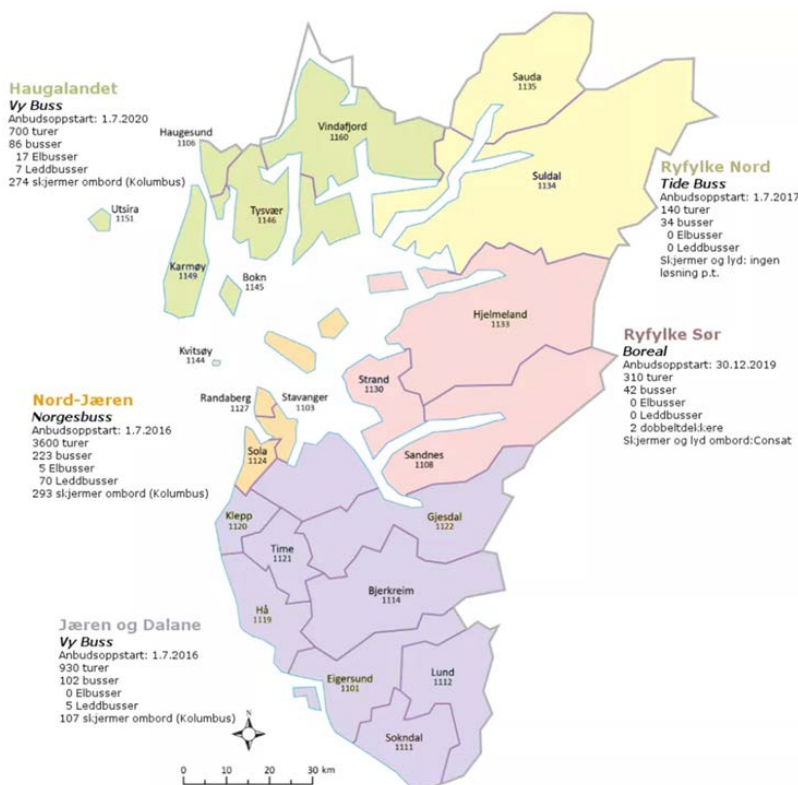 Haugalandet
Vy Buss
Anbudsoppstart: 1.7.2020
700 turer
86 busser
17 Elbusser
7 Leddbusser
274 skjermer ombord (Kolumbus)
Haugesund
1106
Vindafjord
1160
Sauda
1135
Suldal
1134
Utsira
1151
Tysvær
1146
Karmøy
1149
Bokn
1145
Ryfylke Nord
Tide Buss
Anbudsoppstart: 1.7.2017
140 turer
34 busser
0 Elbusser
0 Leddbusser
Skjermer og lyd: ingen
løsning p.t.
Hjelmeland
1133
Kvitsøy
1144
Strand
1130
Ryfylke Sør
Boreal
Anbudsoppstart: 30.12.2019
310 turer
42 busser
0 Elbusser
0 Leddbusser
2 dobbeltdekkere
Skjermer og lyd ombord:Consat
Nord-Jæren
Norgesbuss
Anbudsoppstart: 1.7.2016
3600 turer
223 busser
5 Elbusser
70 Leddbusser
293 skjermer ombord (Kolumbus)
Randaberg
1127
Stavanger
1103
Sola
1124
Sandnes
1108
Klepp
1120
Gjesdal
1122
Time
1121
Bjerkreim
1114
Hå
1119
Jæren og Dalane
Vy Buss
Anbudsoppstart: 1.7.2016
930 turer
102 busser
0 Elbusser
5 Leddbusser
107 skjermer ombord (Kolumbus)
Eigersund
1101
Lund
1112
Sokndal
1111
N
0 10 20 30 km